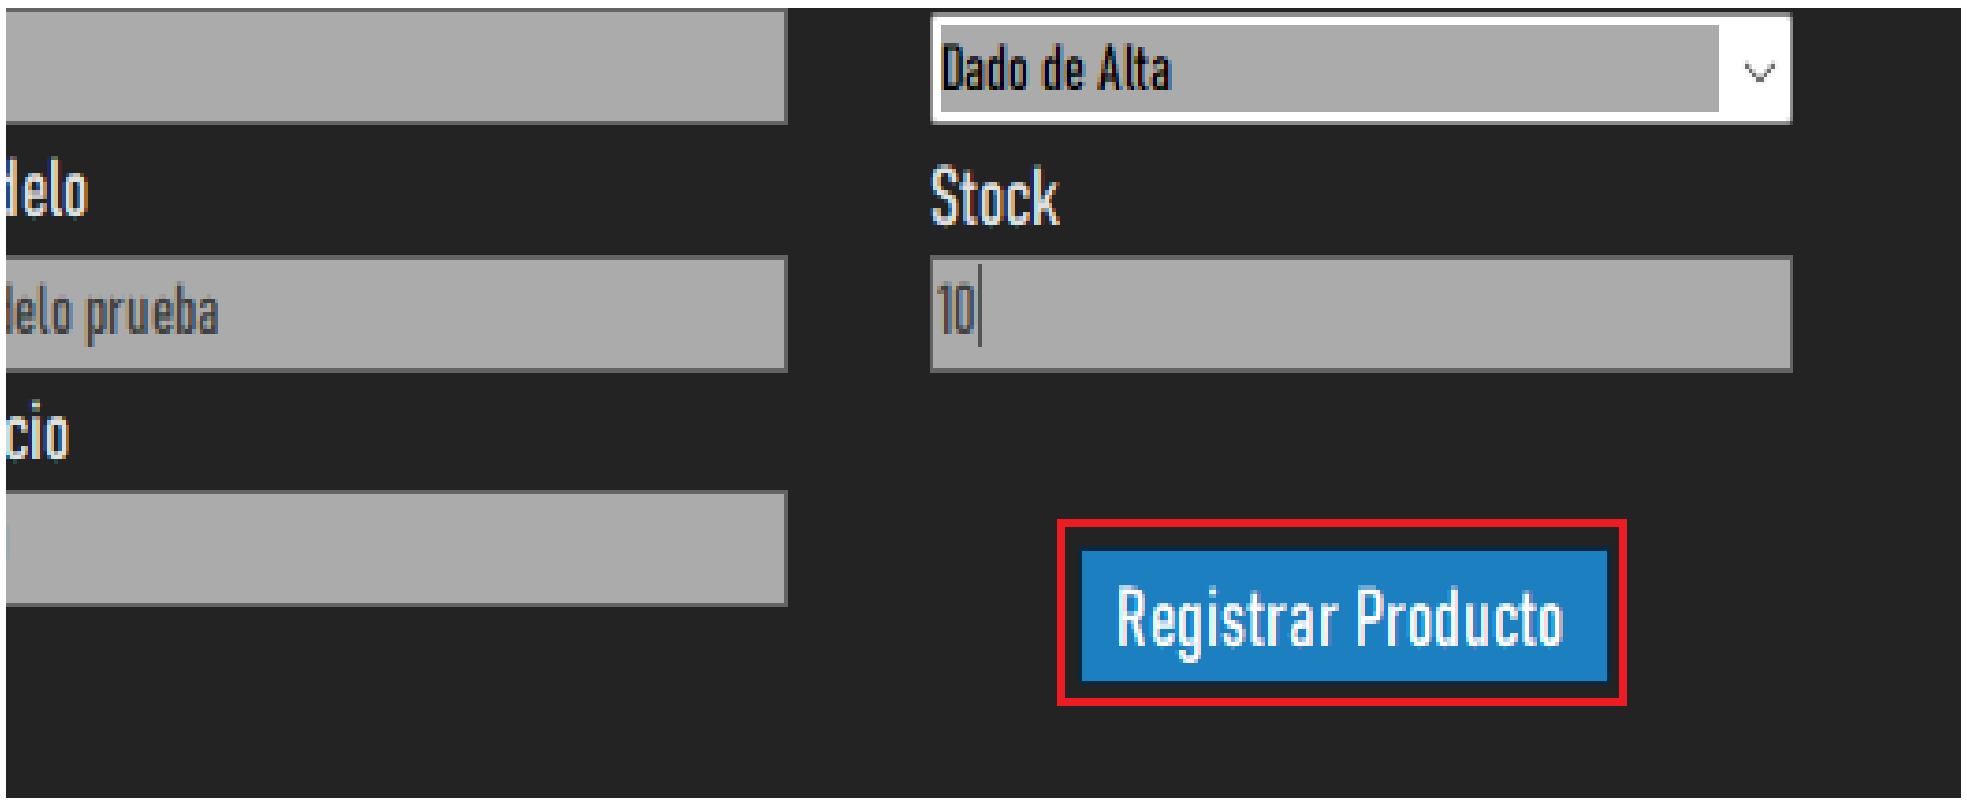 Dado de Alta
delo Stock
delo prueba 10
cio
Registrar Producto